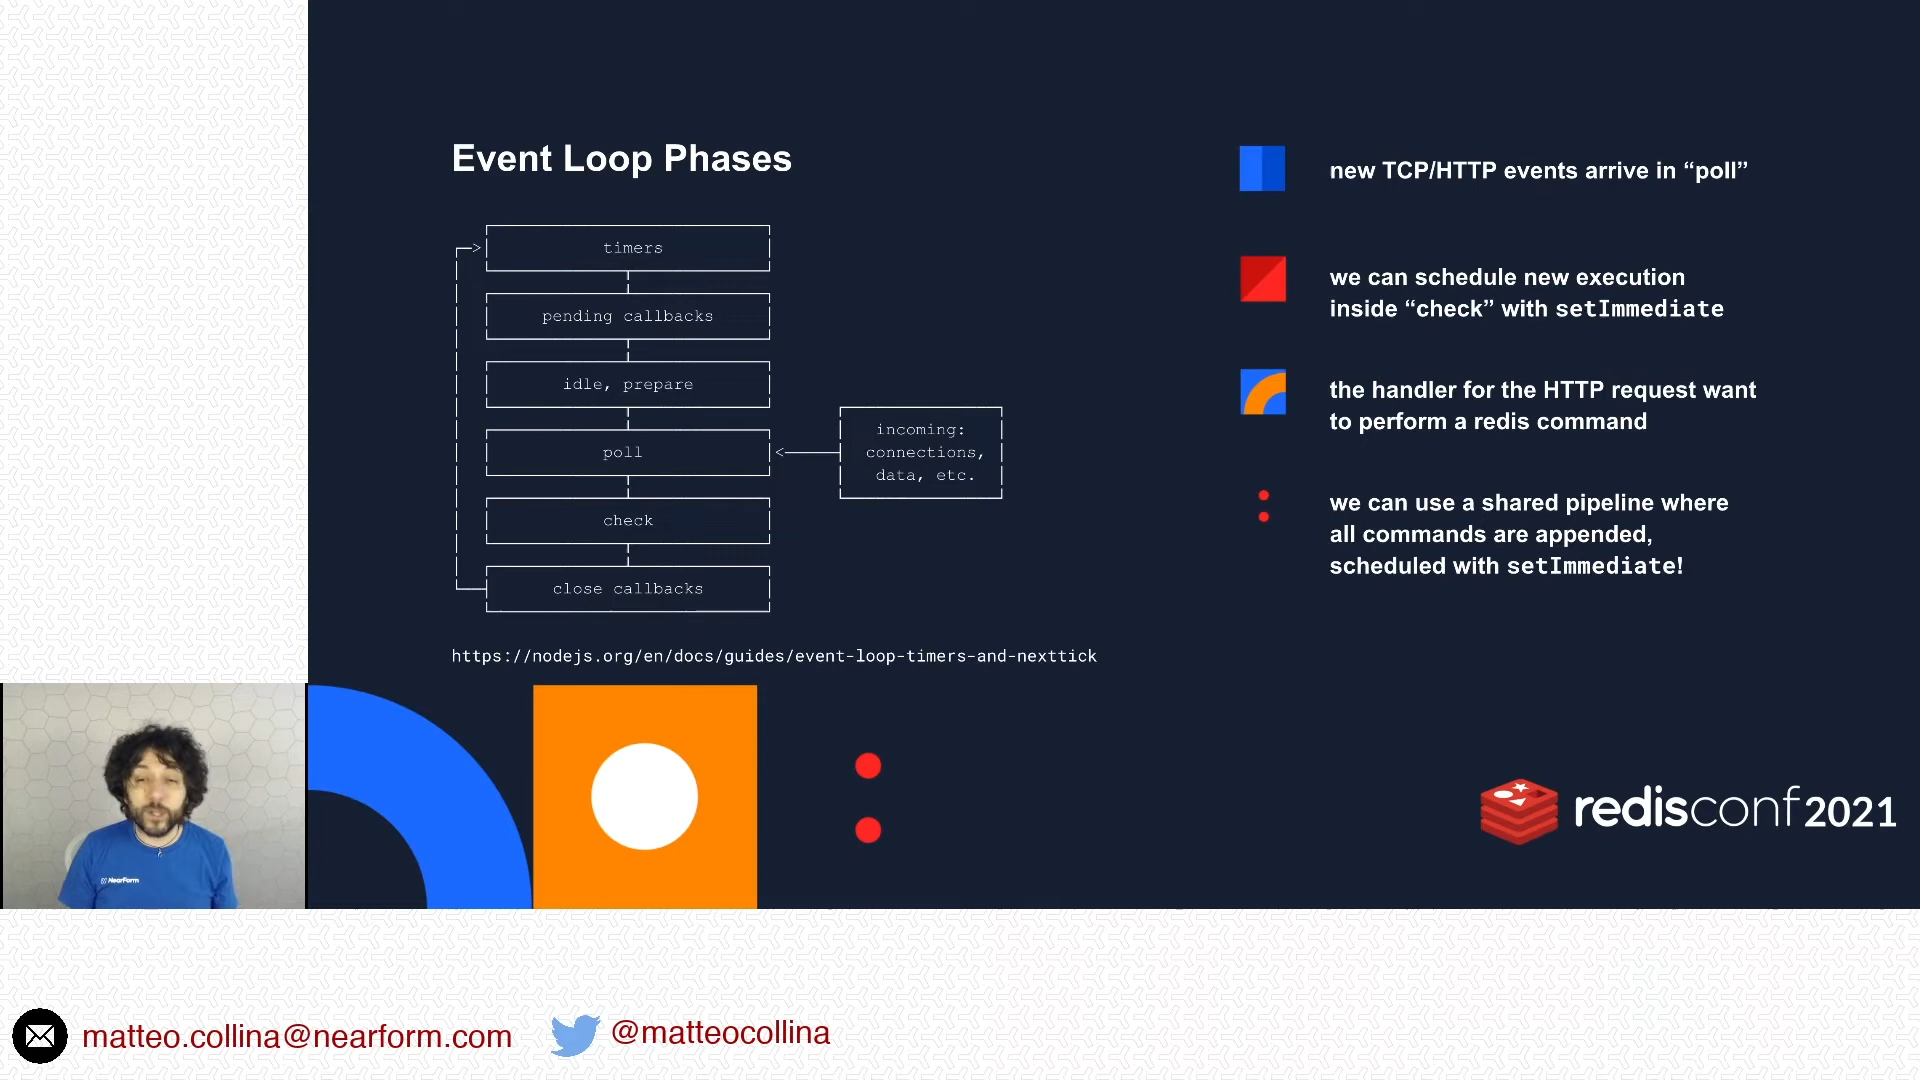 Event Loop Phases
timers
pending callbacks
idle, prepare
poll
check
close callbacks
incoming:
connections,
data, etc.
https://nodejs.org/en/docs/guides/event-loop-timers-and-nexttick
new TCP/HTTP events arrive in “poll”
we can schedule new execution
inside “check” with setImmediate
the handler for the HTTP request want
to perform a redis command
we can use a shared pipeline where
all commands are appended,
scheduled with setImmediate!
NearForm
redisconf 2021
matteo.collina@nearform.com
@matteocollina